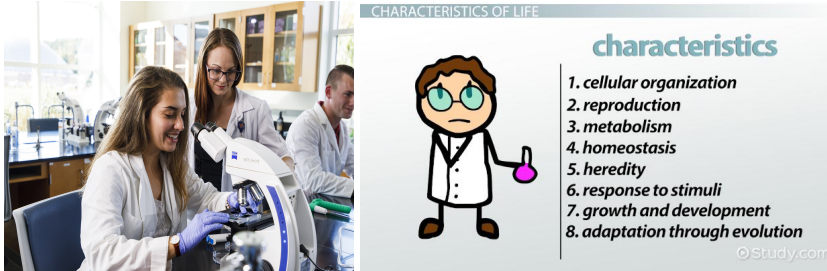 CHARACTERISTICS OF LIFE
characteristics
1. cellular organization
2. reproduction
3. metabolism
4. homeostasis
5. heredity
6. response to stimuli
7. growth and development
8. adaptation through evolution
Study.com